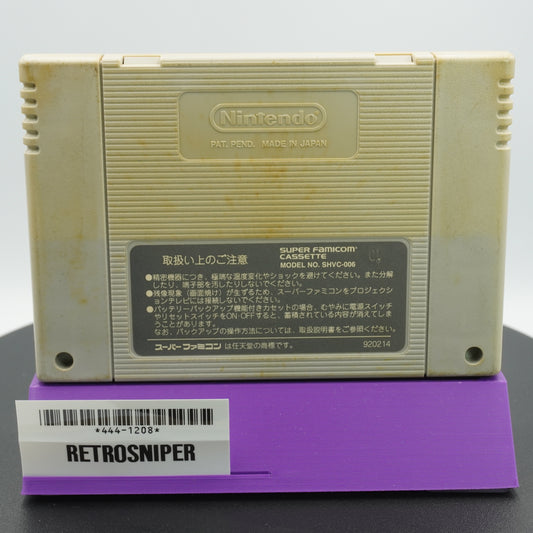 Nintendo
PAT. PEND. MADE IN JAPAN
取扱い上のご注意
SUPER FAMICOM
CASSETTE
MODEL NO. SHVC-006
●精密機器につき、極端な温度変化やショックを避けてください。また分解
したり、端子部を汚したりしないでください。
●残像現象(画面焼け)が生ずるため、スーパーファミコンをプロジェクシ
ョンテレビには接続しないでください。
●バッテリーバックアップ機能付きカセットの場合、むやみに電源スイッチ
やリセットスイッチをON・OFFすると、蓄積されている内容が消えてしま
うことがあります。
なお、バックアップの操作方法については、取扱説明書をご参照ください。
スーパーファミコン は任天堂の商標です。
920214
*444-1208*
RETROSNIPER